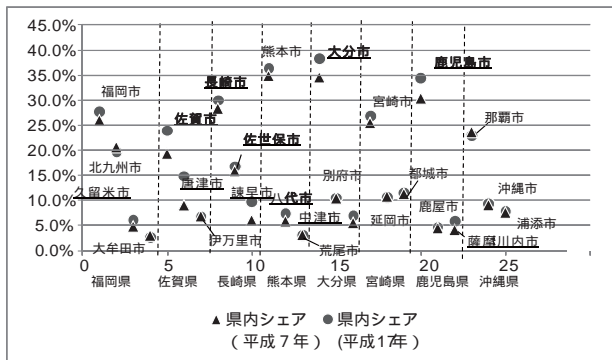 45.0%
40.0%
35.0%
30.0%
25.0%
20.0%
15.0%
10.0%
5.0%
0.0%
福岡市
北九州市
久留米市
大牟田市
佐賀市
唐津市
伊万里市
長崎市
佐世保市
諫早市
熊本市
八代市
荒尾市
大分市
別府市
中津市
宮崎市
都城市
延岡市
鹿児島市
鹿屋市
薩摩川内市
那覇市
沖縄市
浦添市
0 5 10 15 20 25
福岡県 佐賀県 長崎県 熊本県 大分県 宮崎県 鹿児島県 沖縄県
▲ 県内シェア ● 県内シェア
(平成7年) (平成17年)